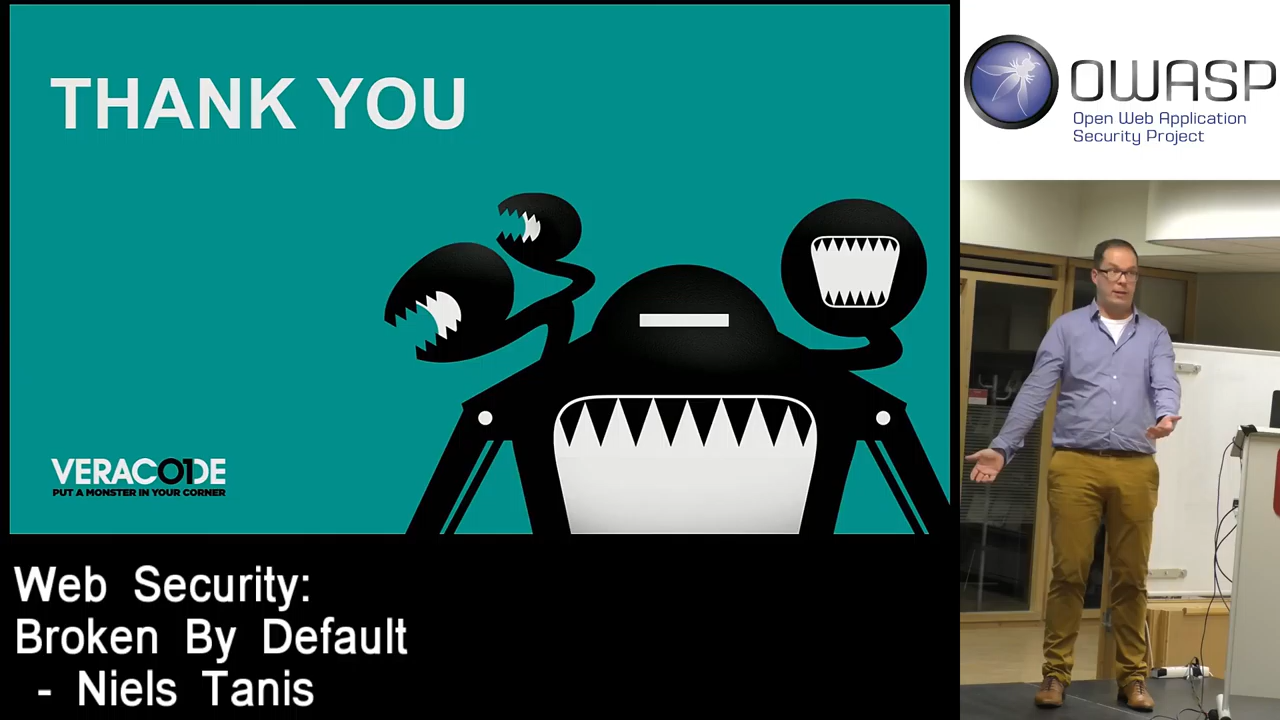 THANK YOU
VERACODE
PUT A MONSTER IN YOUR CORNER
OWASP
Open Web Application
Security Project
Web Security:
Broken By Default
- Niels Tanis